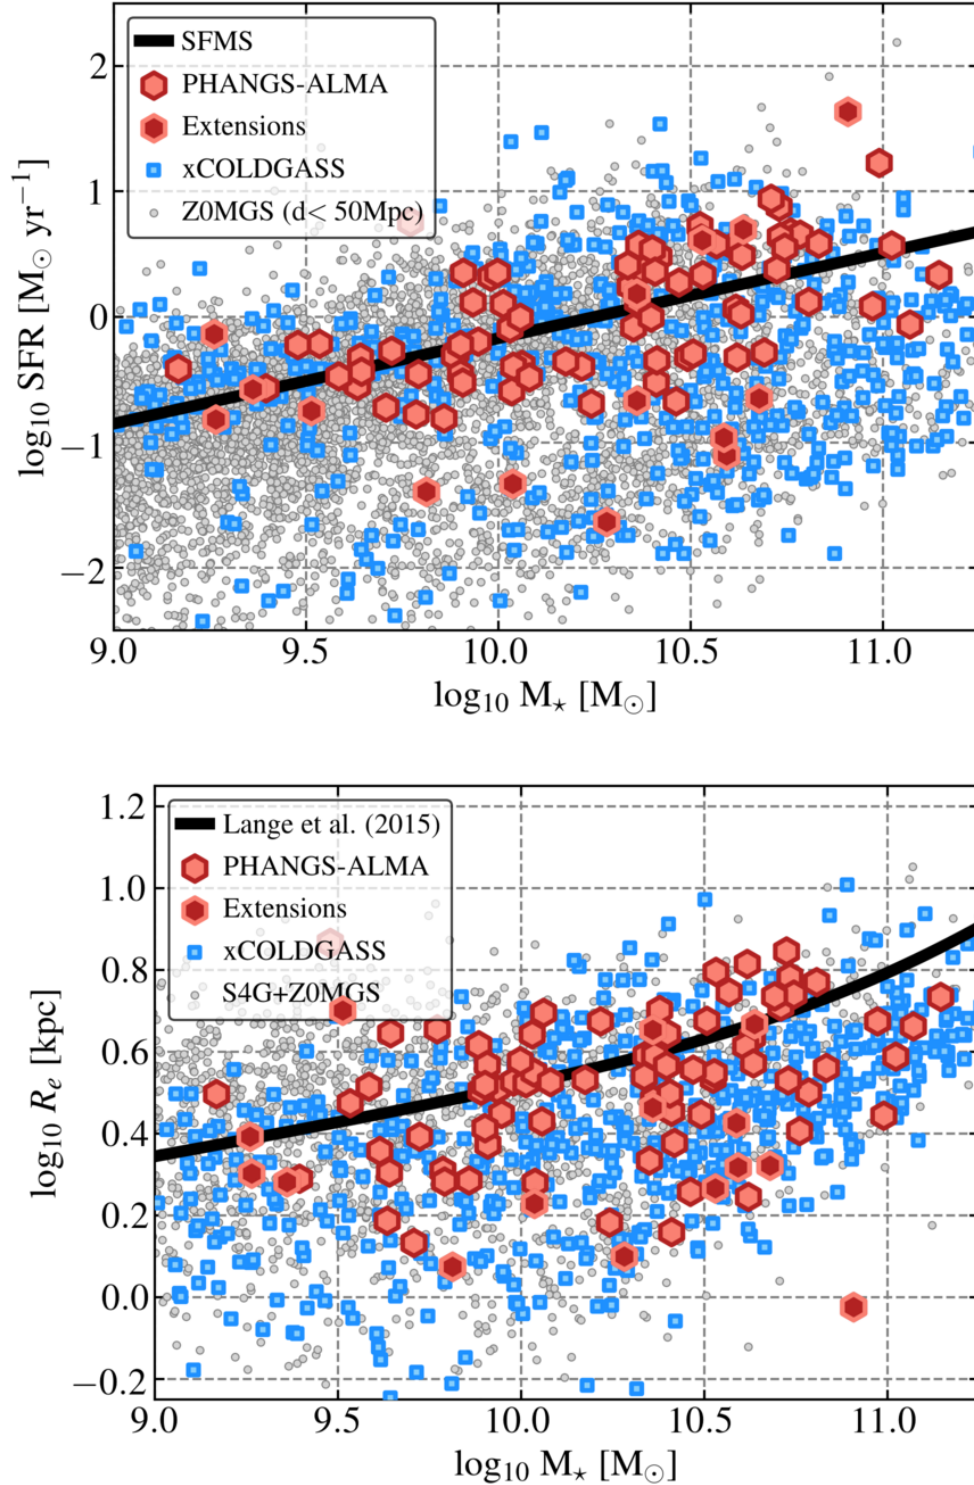 log₁₀ SFR [M⊙ yr⁻¹]
2
1
0
−1
−2
SFMS
PHANGS-ALMA
Extensions
xCOLDGASS
Z0MGS (d< 50Mpc)
9.0 9.5 10.0 10.5 11.0
log₁₀ M⋆ [M⊙]
log₁₀ Rₑ [kpc]
1.2
1.0
0.8
0.6
0.4
0.2
0.0
−0.2
Lange et al. (2015)
PHANGS-ALMA
Extensions
xCOLDGASS
S4G+Z0MGS
9.0 9.5 10.0 10.5 11.0
log₁₀ M⋆ [M⊙]